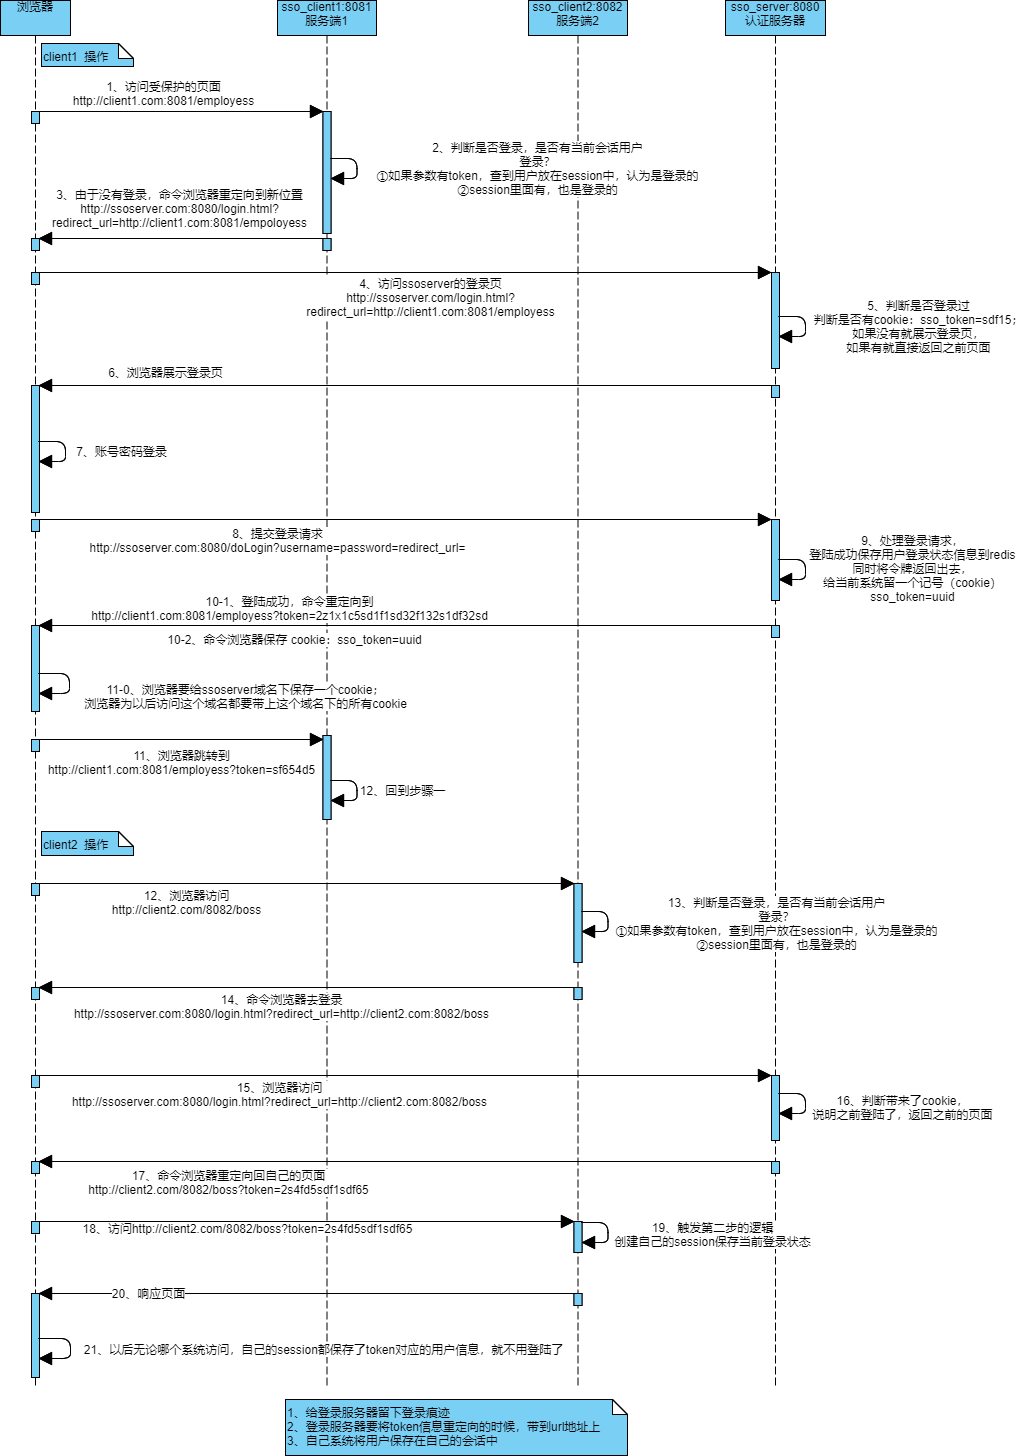 浏览器
sso_client1:8081
服务端1
sso_client2:8082
服务端2
sso_server:8080
认证服务器
client1 操作
1、访问受保护的页面
http://client1.com:8081/employess
2、判断是否登录，是否有当前会话用户
登录？
①如果参数有token，查到用户放在session中，认为是登录的
②session里面有，也是登录的
3、由于没有登录，命令浏览器重定向到新位置
http://ssoserver.com:8080/login.html?
redirect_url=http://client1.com:8081/empoloyess
4、访问ssoserver的登录页
http://ssoserver.com/login.html?
redirect_url=http://client1.com:8081/employess
5、判断是否登录过
判断是否有cookie：sso_token=sdf15;
如果没有就展示登录页，
如果有就直接返回之前页面
6、浏览器展示登录页
7、账号密码登录
8、提交登录请求
http://ssoserver.com:8080/doLogin?username=password=redirect_url=
9、处理登录请求，
登陆成功保存用户登录状态信息到redis
同时将令牌返回出去，
给当前系统留一个记号（cookie）
sso_token=uuid
10-1、登陆成功，命令重定向到
http://client1.com:8081/employess?token=2z1x1c5sd1f1sd32f132s1df32sd
10-2、命令浏览器保存 cookie：sso_token=uuid
11-0、浏览器要给ssoserver域名下保存一个cookie；
浏览器为以后访问这个域名都要带上这个域名下的所有cookie
11、浏览器跳转到
http://client1.com:8081/employess?token=sf654d5
12、回到步骤一
client2 操作
12、浏览器访问
http://client2.com/8082/boss
13、判断是否登录，是否有当前会话用户
登录？
①如果参数有token，查到用户放在session中，认为是登录的
②session里面有，也是登录的
14、命令浏览器去登录
http://ssoserver.com:8080/login.html?redirect_url=http://client2.com:8082/boss
15、浏览器访问
http://ssoserver.com:8080/login.html?redirect_url=http://client2.com:8082/boss
16、判断带来了cookie，
说明之前登陆了，返回之前的页面
17、命令浏览器重定向回自己的页面
http://client2.com/8082/boss?token=2s4fd5sdf1sdf65
18、访问http://client2.com/8082/boss?token=2s4fd5sdf1sdf65
19、触发第二步的逻辑
创建自己的session保存当前登录状态
20、响应页面
21、以后无论哪个系统访问，自己的session都保存了token对应的用户信息，就不用登陆了
1、给登录服务器留下登录痕迹
2、登录服务器要将token信息重定向的时候，带到url地址上
3、自己系统将用户保存在自己的会话中